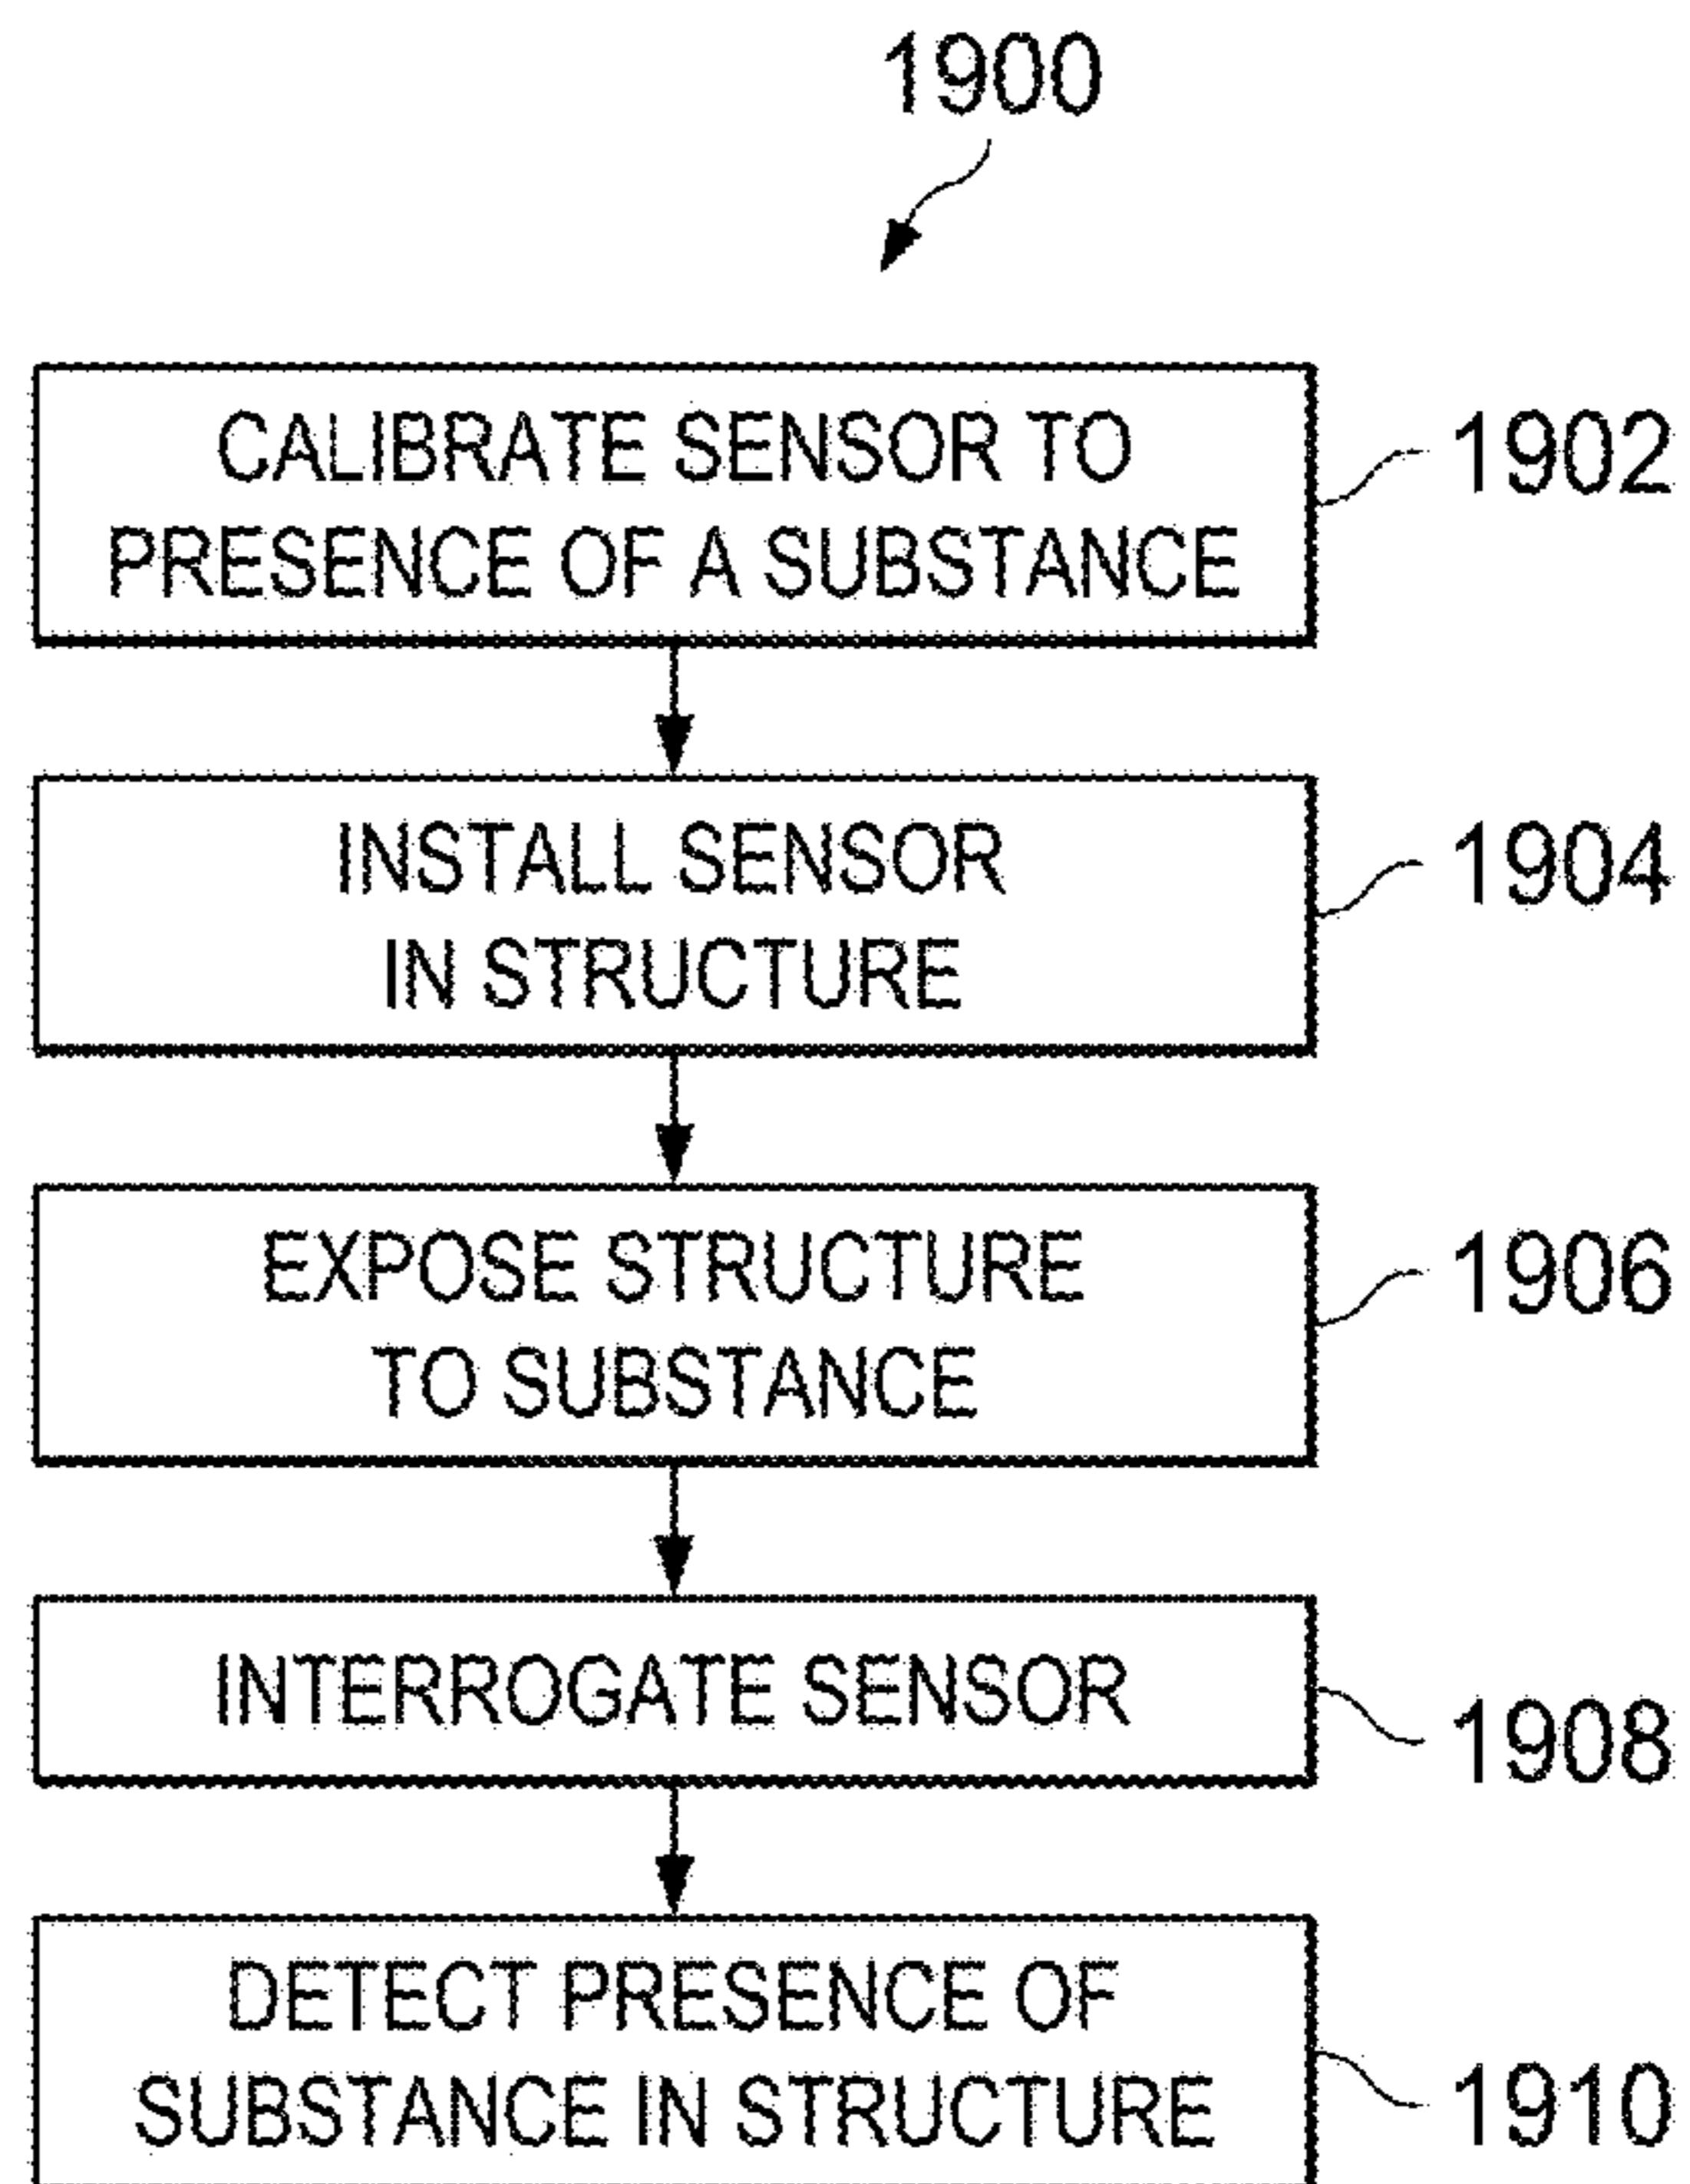 1900
CALIBRATE SENSOR TO
PRESENCE OF A SUBSTANCE
1902
INSTALL SENSOR
IN STRUCTURE
1904
EXPOSE STRUCTURE
TO SUBSTANCE
1906
INTERROGATE SENSOR
1908
DETECT PRESENCE OF
SUBSTANCE IN STRUCTURE
1910